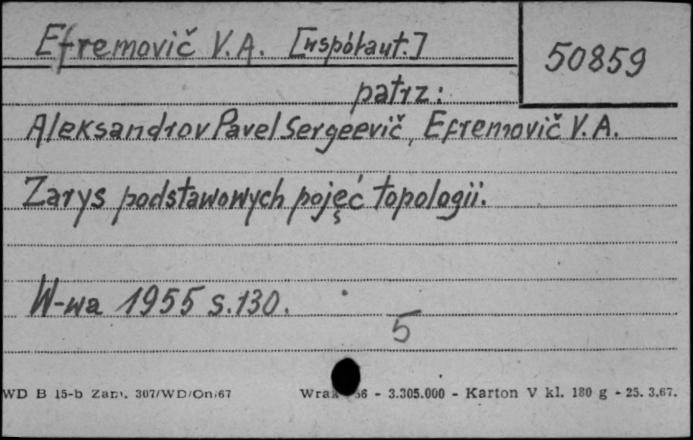 Efremovič V.A. [współaut.]
50859
patrz:
Aleksandrov Pavel Sergeevič, Efremovič V.A.
Zarys podstawowych pojęć topologii.
W-wa 1955 s.130.
5
WD B 15-b Zam. 307/WD/On/67 56 - 3.305.000 - Karton V kl. 180 g - 25. 3.67.